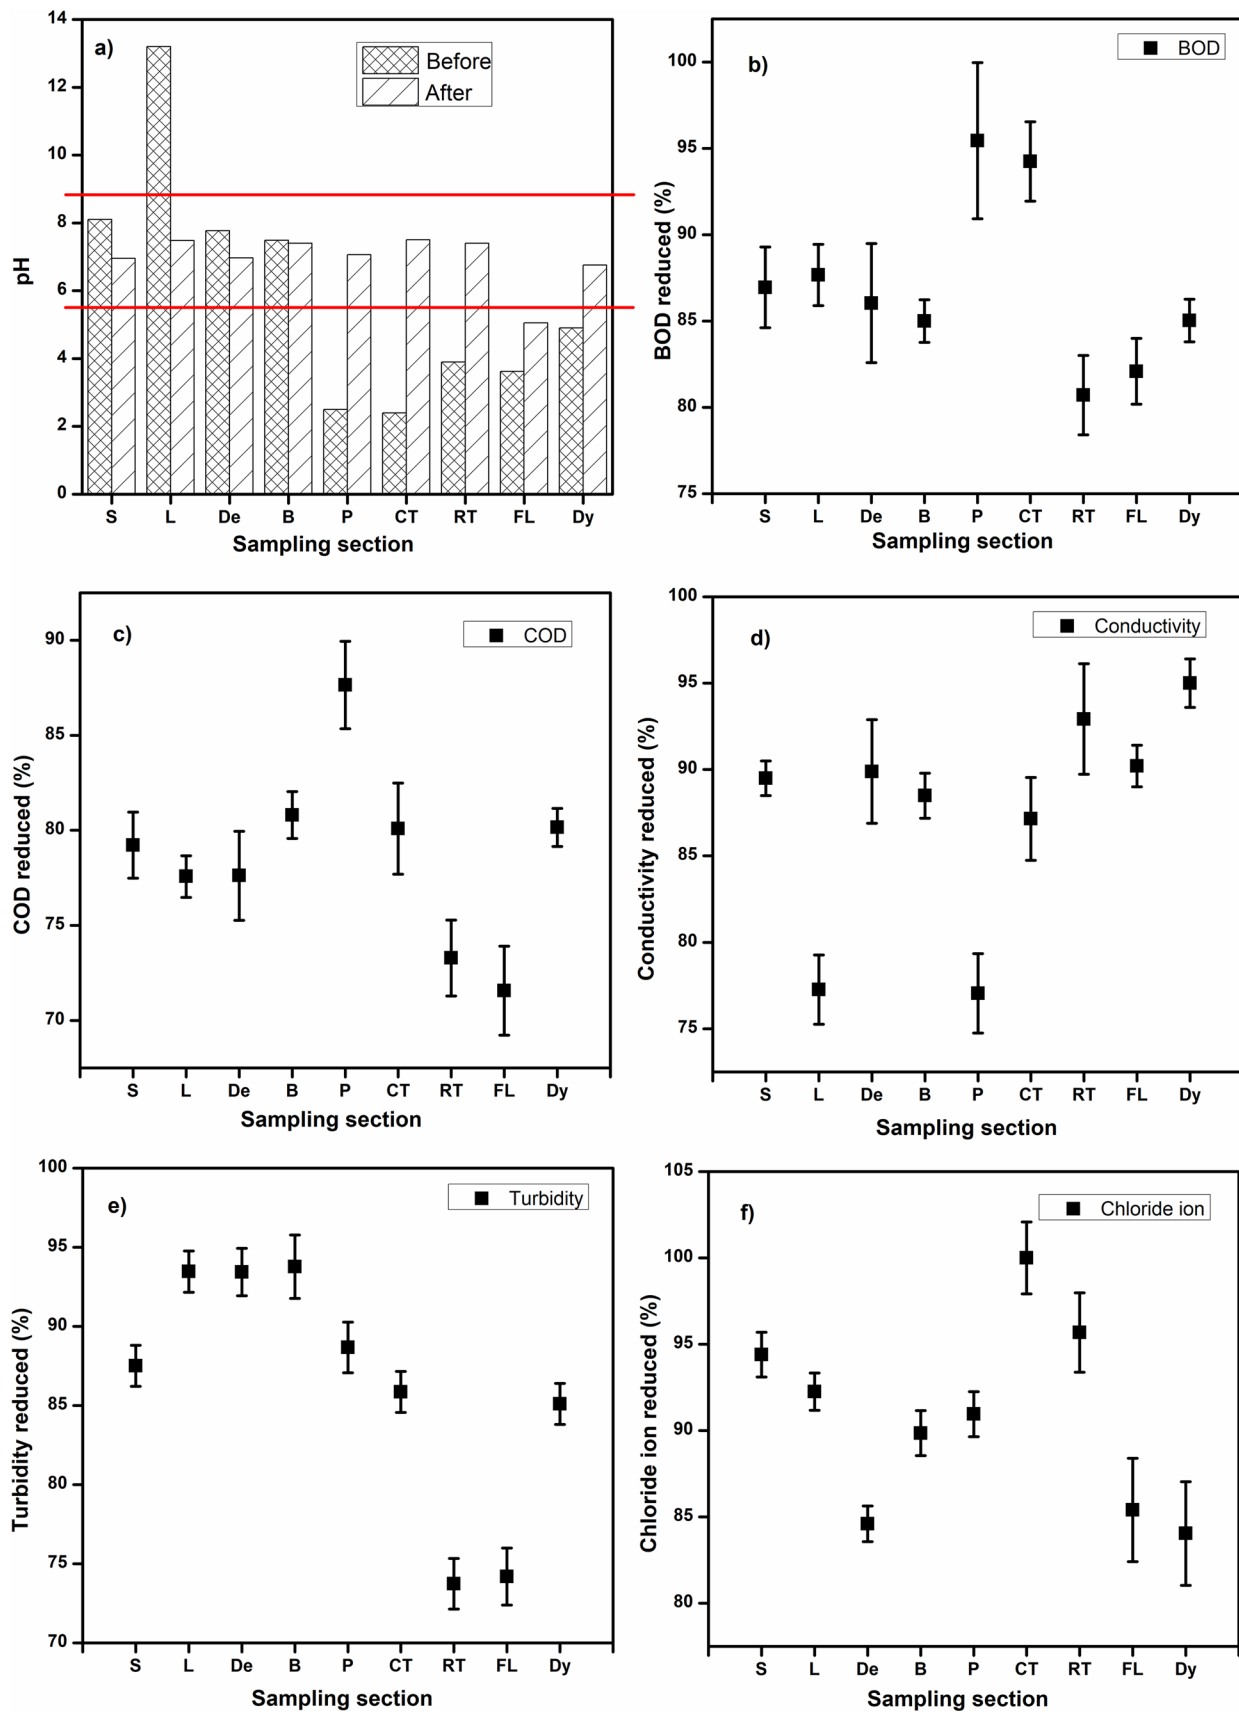 a)
Before
After
14
12
10
8
6
4
2
0
pH
S L De B P CT RT FL Dy
Sampling section
b)
BOD
100
95
90
85
80
75
BOD reduced (%)
S L De B P CT RT FL Dy
Sampling section
c)
COD
90
85
80
75
70
COD reduced (%)
S L De B P CT RT FL Dy
Sampling section
d)
Conductivity
100
95
90
85
80
75
Conductivity reduced (%)
S L De B P CT RT FL Dy
Sampling section
e)
Turbidity
100
95
90
85
80
75
70
Turbidity reduced (%)
S L De B P CT RT FL Dy
Sampling section
f)
Chloride ion
105
100
95
90
85
80
Chloride ion reduced (%)
S L De B P CT RT FL Dy
Sampling section